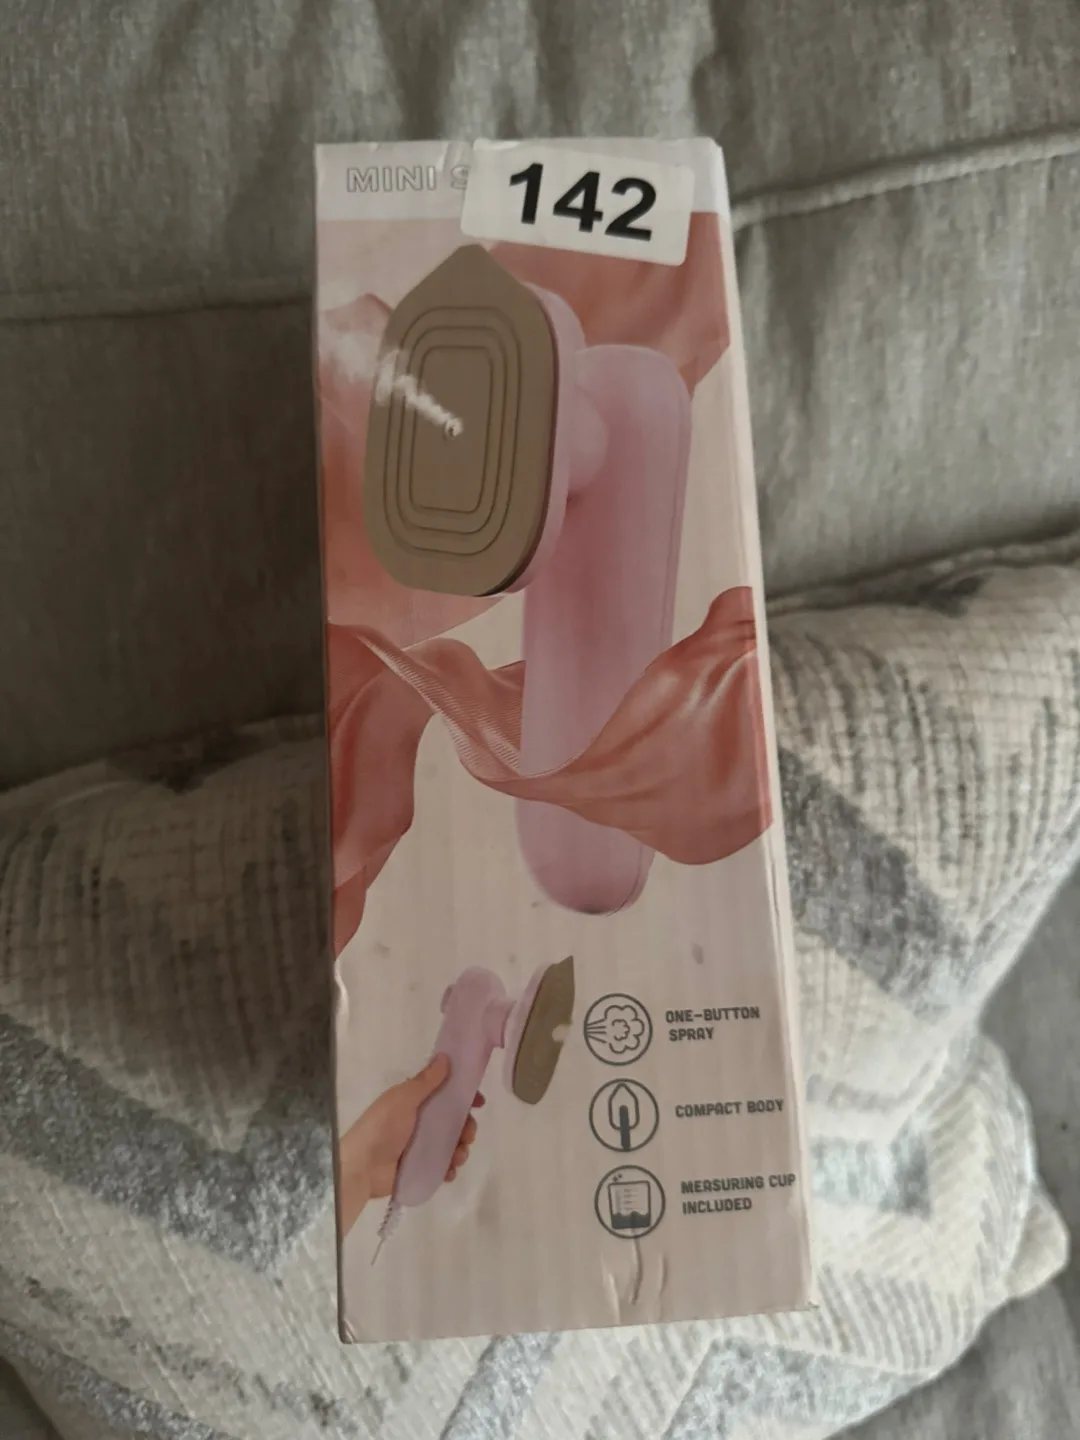 MINI S
142
ONE-BUTTON
SPRAY
COMPACT BODY
MEASURING CUP
INCLUDED